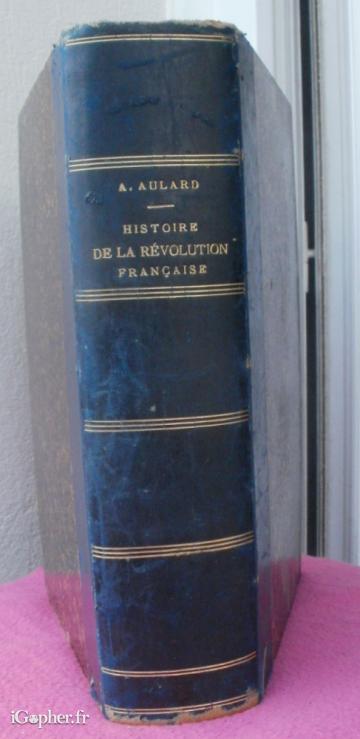 A. AULARD
HISTOIRE
DE LA RÉVOLUTION
FRANÇAISE
iGopher.fr